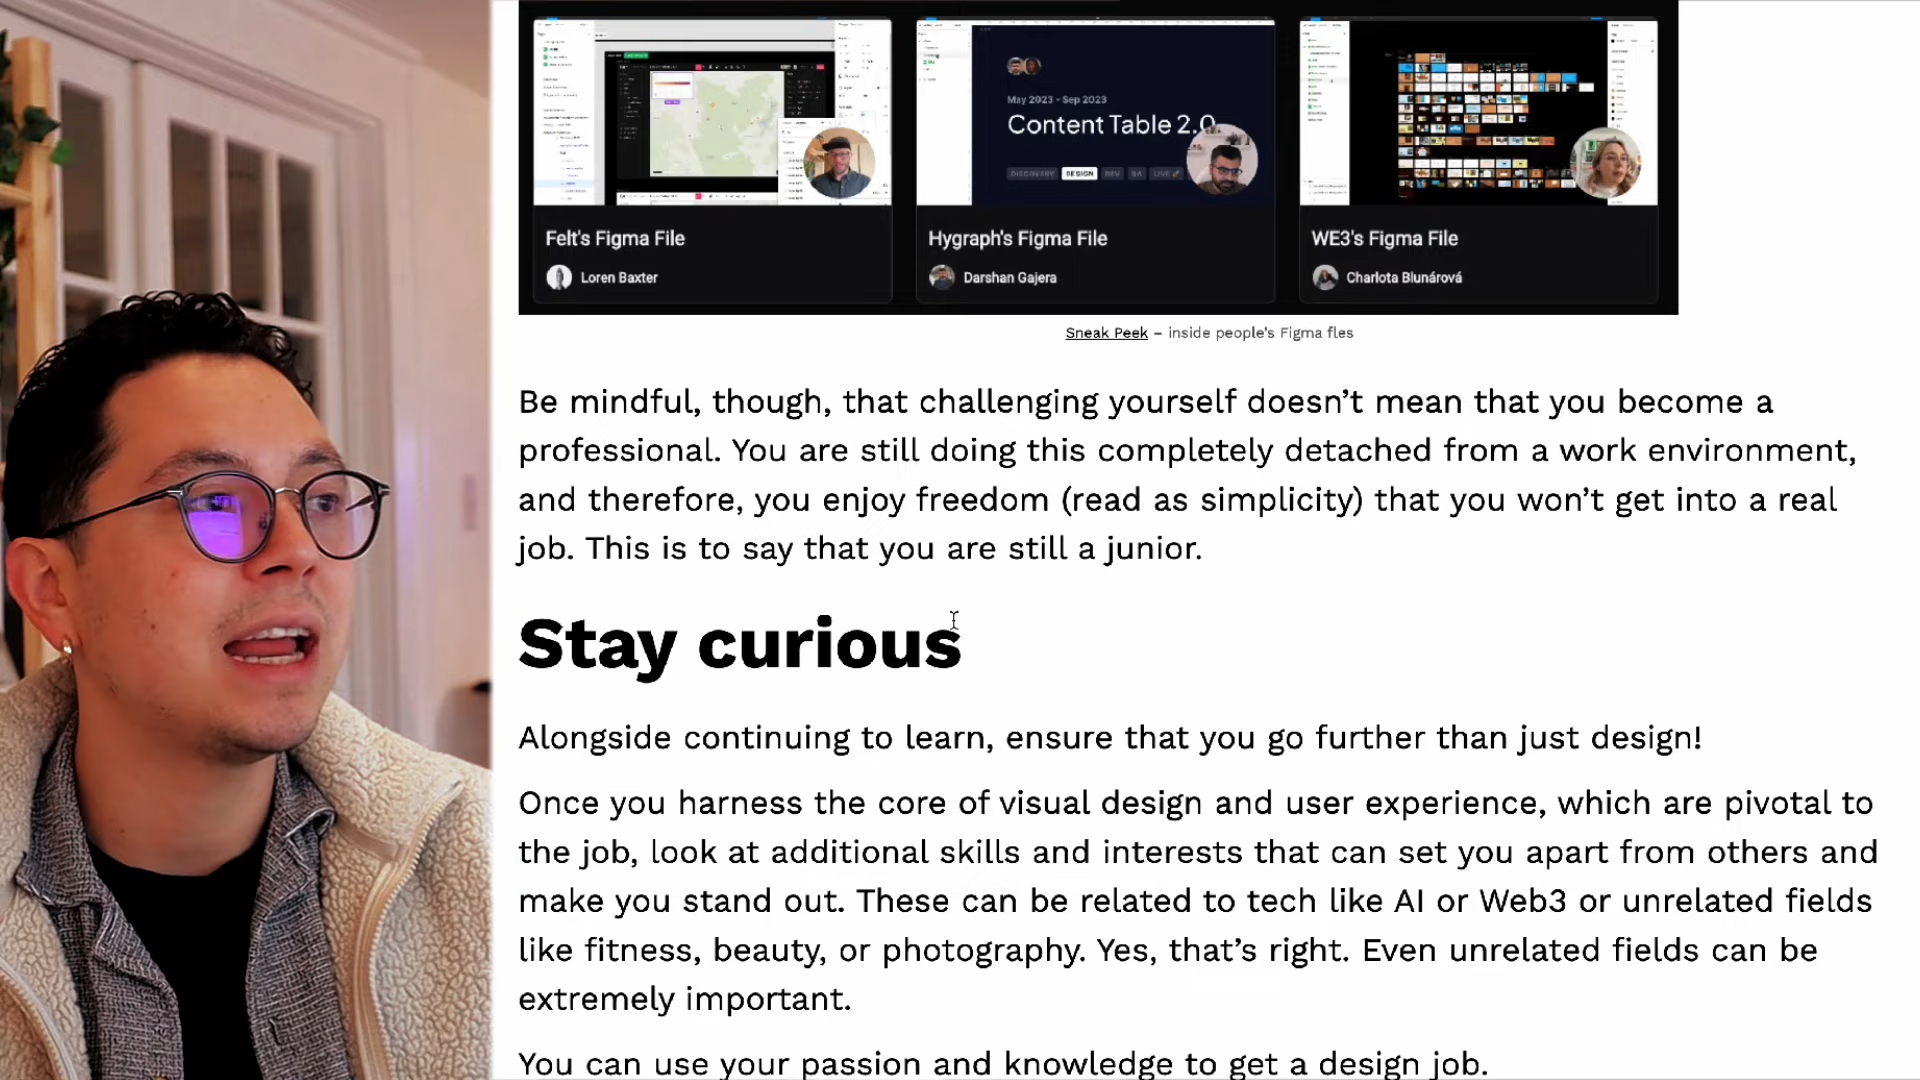 May 2023 - Sep 2023
Content Table 2.0
DISCOVERY DESIGN DEV QA LIVE
Felt's Figma File
Loren Baxter
Hygraph's Figma File
Darshan Gajera
WE3's Figma File
Charlota Blunárová
Sneak Peek – inside people's Figma fles
Be mindful, though, that challenging yourself doesn’t mean that you become a
professional. You are still doing this completely detached from a work environment,
and therefore, you enjoy freedom (read as simplicity) that you won’t get into a real
job. This is to say that you are still a junior.
Stay curious
Alongside continuing to learn, ensure that you go further than just design!
Once you harness the core of visual design and user experience, which are pivotal to
the job, look at additional skills and interests that can set you apart from others and
make you stand out. These can be related to tech like AI or Web3 or unrelated fields
like fitness, beauty, or photography. Yes, that’s right. Even unrelated fields can be
extremely important.
You can use your passion and knowledge to get a design job.